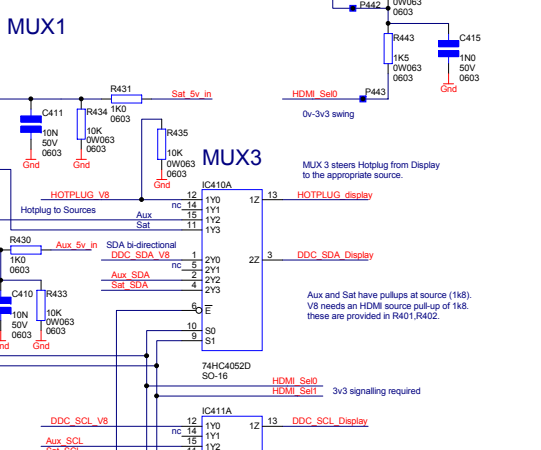 P442
0W063
0603
MUX1
R443
C415
1K5
0W063
0603
1N0
50V
0603
Gnd
R431
Sat_5v_in
HDMI_Sel0
P443
1K0
0603
0v-3v3 swing
C411
R434
10N
50V
0603
10K
0W063
0603
R435
10K
0W063
0603
Gnd
Gnd
Gnd
MUX3
MUX 3 steers Hotplug from Display
to the appropriate source.
IC410A
HOTPLUG_V8
12 1Y0
1Z 13
HOTPLUG_display
nc 14 1Y1
Hotplug to Sources
Aux 15 1Y2
Sat 11 1Y3
R430
Aux_5v_in
SDA bi-directional
1K0
0603
DDC_SDA_V8
1 2Y0
2Z 3
DDC_SDA_Display
nc 5 2Y1
Aux_SDA
2 2Y2
Sat_SDA
4 2Y3
C410
R433
10N
50V
0603
10K
0W063
0603
nd
Gnd
Aux and Sat have pullups at source (1k8).
V8 needs an HDMI source pull-up of 1k8.
these are provided in R401,R402.
6 E
10 S0
9 S1
74HC4052D
SO-16
HDMI_Sel0
HDMI_Sel1
3v3 signalling required
IC411A
DDC_SCL_V8
12 1Y0
1Z 13
DDC_SCL_Display
nc 14 1Y1
Aux_SCL
15 1Y2